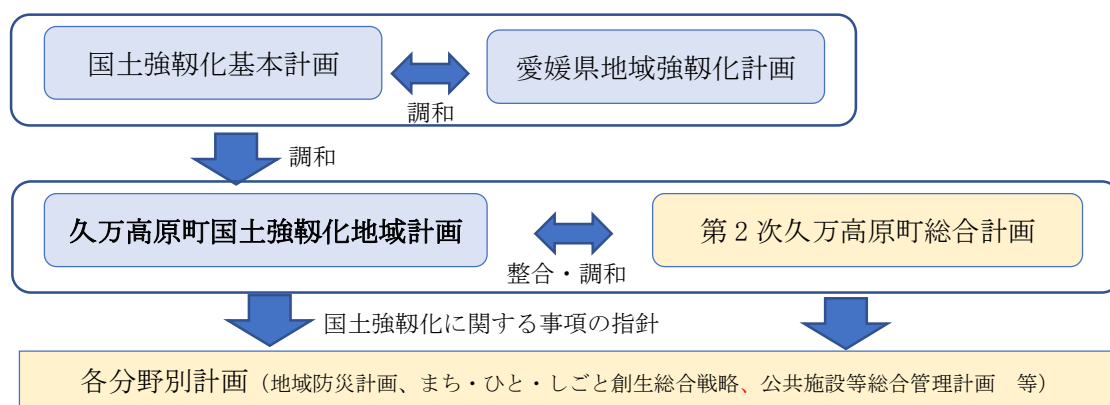 国土強靱化基本計画
愛媛県地域強靱化計画
調和
調和
久万高原町国土強靱化地域計画
第２次久万高原町総合計画
整合・調和
国土強靱化に関する事項の指針
各分野別計画（地域防災計画、まち・ひと・しごと創生総合戦略、公共施設等総合管理計画　等）